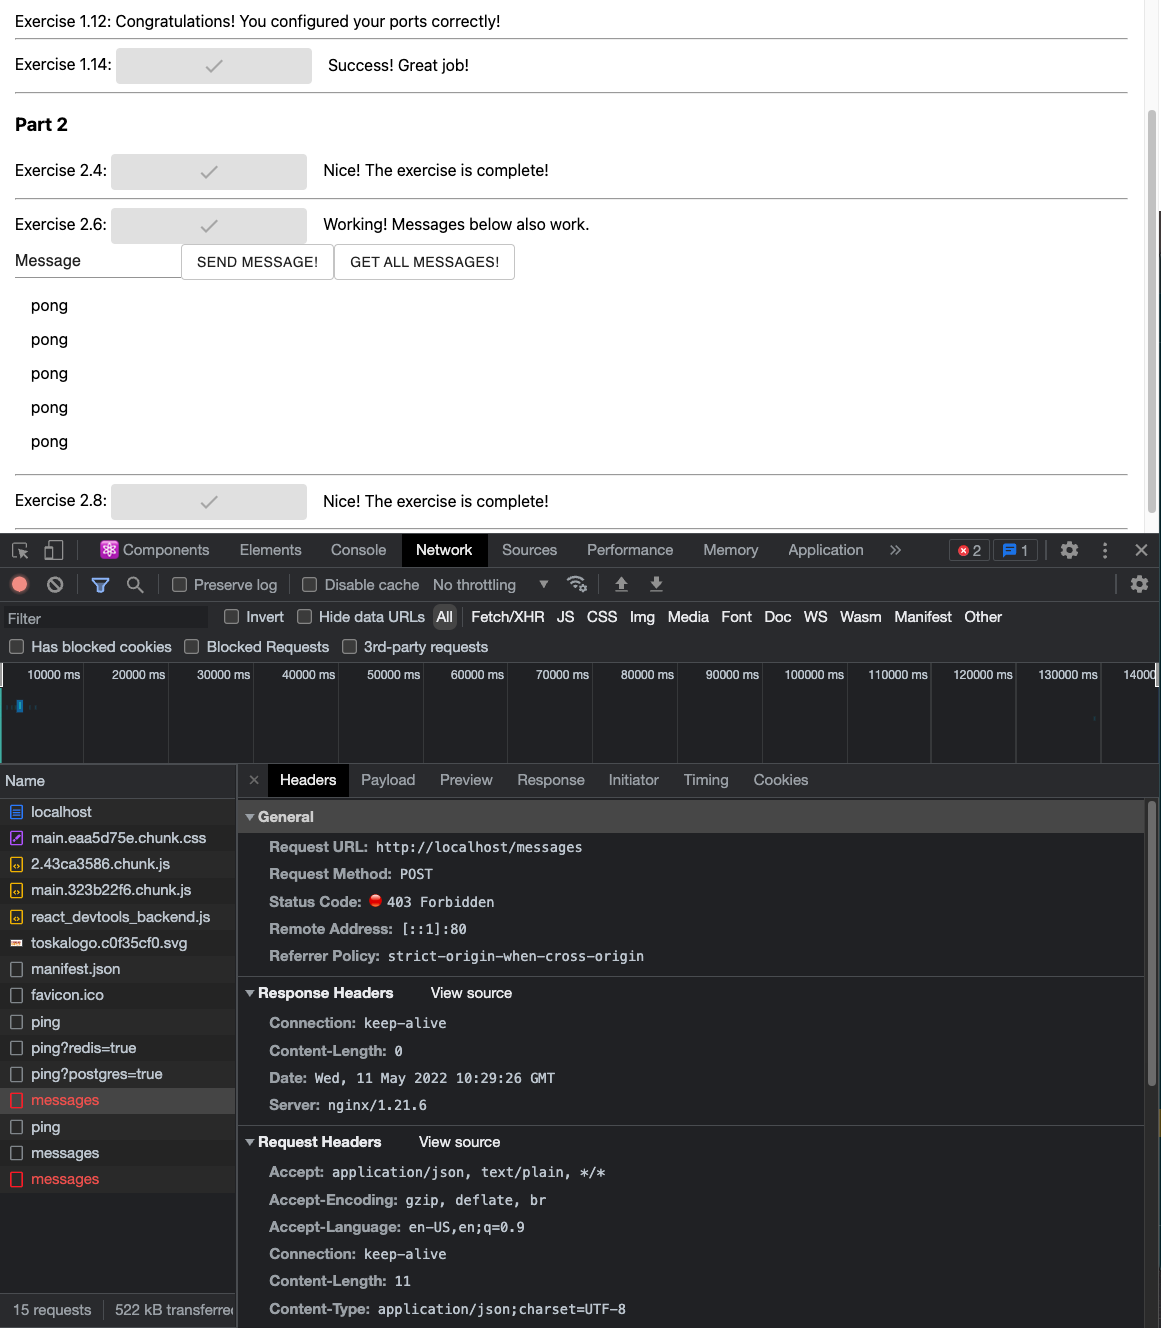 Exercise 1.12: Congratulations! You configured your ports correctly!
Exercise 1.14: Success! Great job!
Part 2
Exercise 2.4: Nice! The exercise is complete!
Exercise 2.6: Working! Messages below also work.
Message SEND MESSAGE! GET ALL MESSAGES!
pong
pong
pong
pong
pong
Exercise 2.8: Nice! The exercise is complete!
Components Elements Console Network Sources Performance Memory Application » 2 1
Preserve log Disable cache No throttling
Filter Invert Hide data URLs All Fetch/XHR JS CSS Img Media Font Doc WS Wasm Manifest Other
Has blocked cookies Blocked Requests 3rd-party requests
10000 ms 20000 ms 30000 ms 40000 ms 50000 ms 60000 ms 70000 ms 80000 ms 90000 ms 100000 ms 110000 ms 120000 ms 130000 ms 14000
Name
localhost
main.eaa5d75e.chunk.css
2.43ca3586.chunk.js
main.323b22f6.chunk.js
react_devtools_backend.js
toskalogo.c0f35cf0.svg
manifest.json
favicon.ico
ping
ping?redis=true
ping?postgres=true
messages
ping
messages
messages
15 requests 522 kB transferre
Headers Payload Preview Response Initiator Timing Cookies
General
Request URL: http://localhost/messages
Request Method: POST
Status Code: 403 Forbidden
Remote Address: [::1]:80
Referrer Policy: strict-origin-when-cross-origin
Response Headers View source
Connection: keep-alive
Content-Length: 0
Date: Wed, 11 May 2022 10:29:26 GMT
Server: nginx/1.21.6
Request Headers View source
Accept: application/json, text/plain, */*
Accept-Encoding: gzip, deflate, br
Accept-Language: en-US,en;q=0.9
Connection: keep-alive
Content-Length: 11
Content-Type: application/json;charset=UTF-8